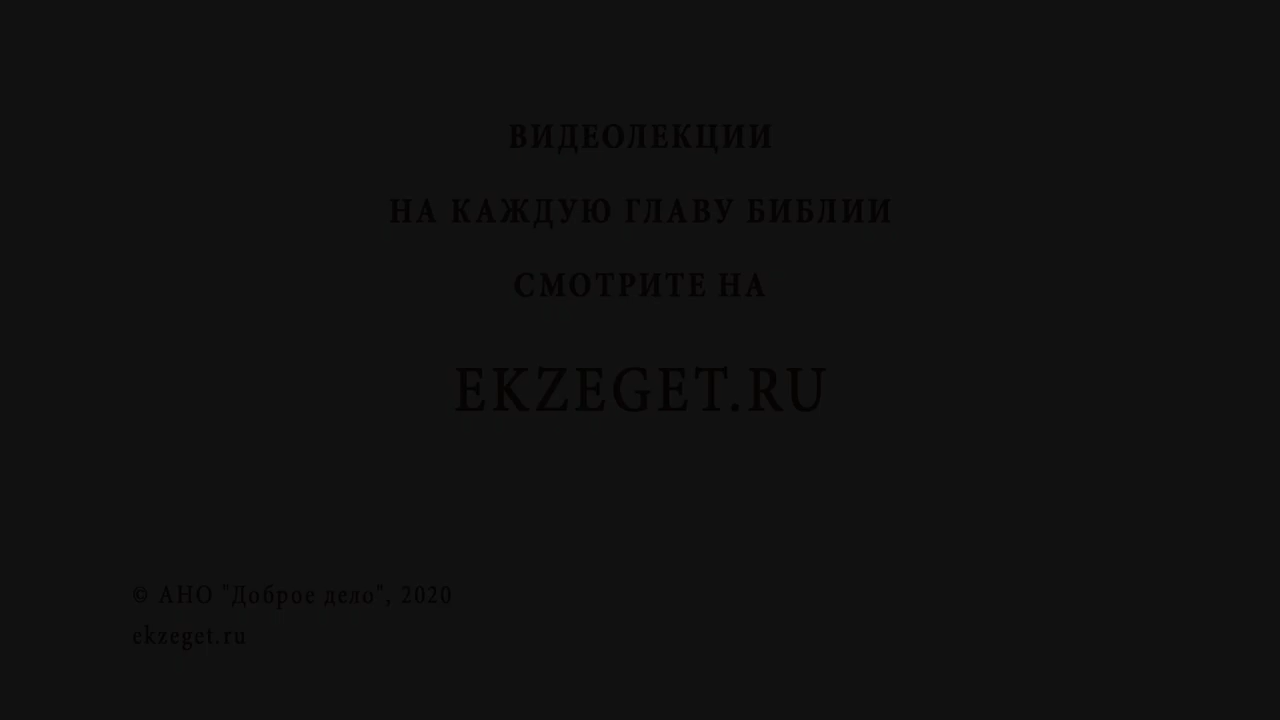 ВИДЕОЛЕКЦИИ
НА КАЖДУЮ ГЛАВУ БИБЛИИ
СМОТРИТЕ НА
EKZEGET.RU
© АНО "Доброе дело", 2020
ekzeget.ru